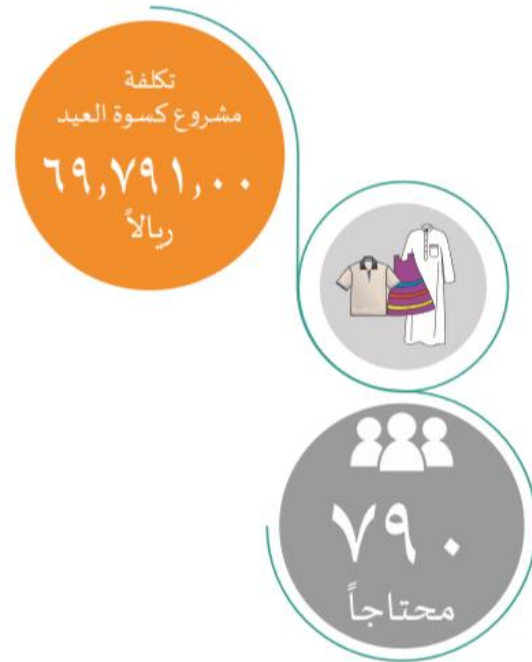 تكلفة
مشروع كسوة العيد
٦٩,٧٩١,٠٠
ريالاً
٧٩٠
محتاجاً